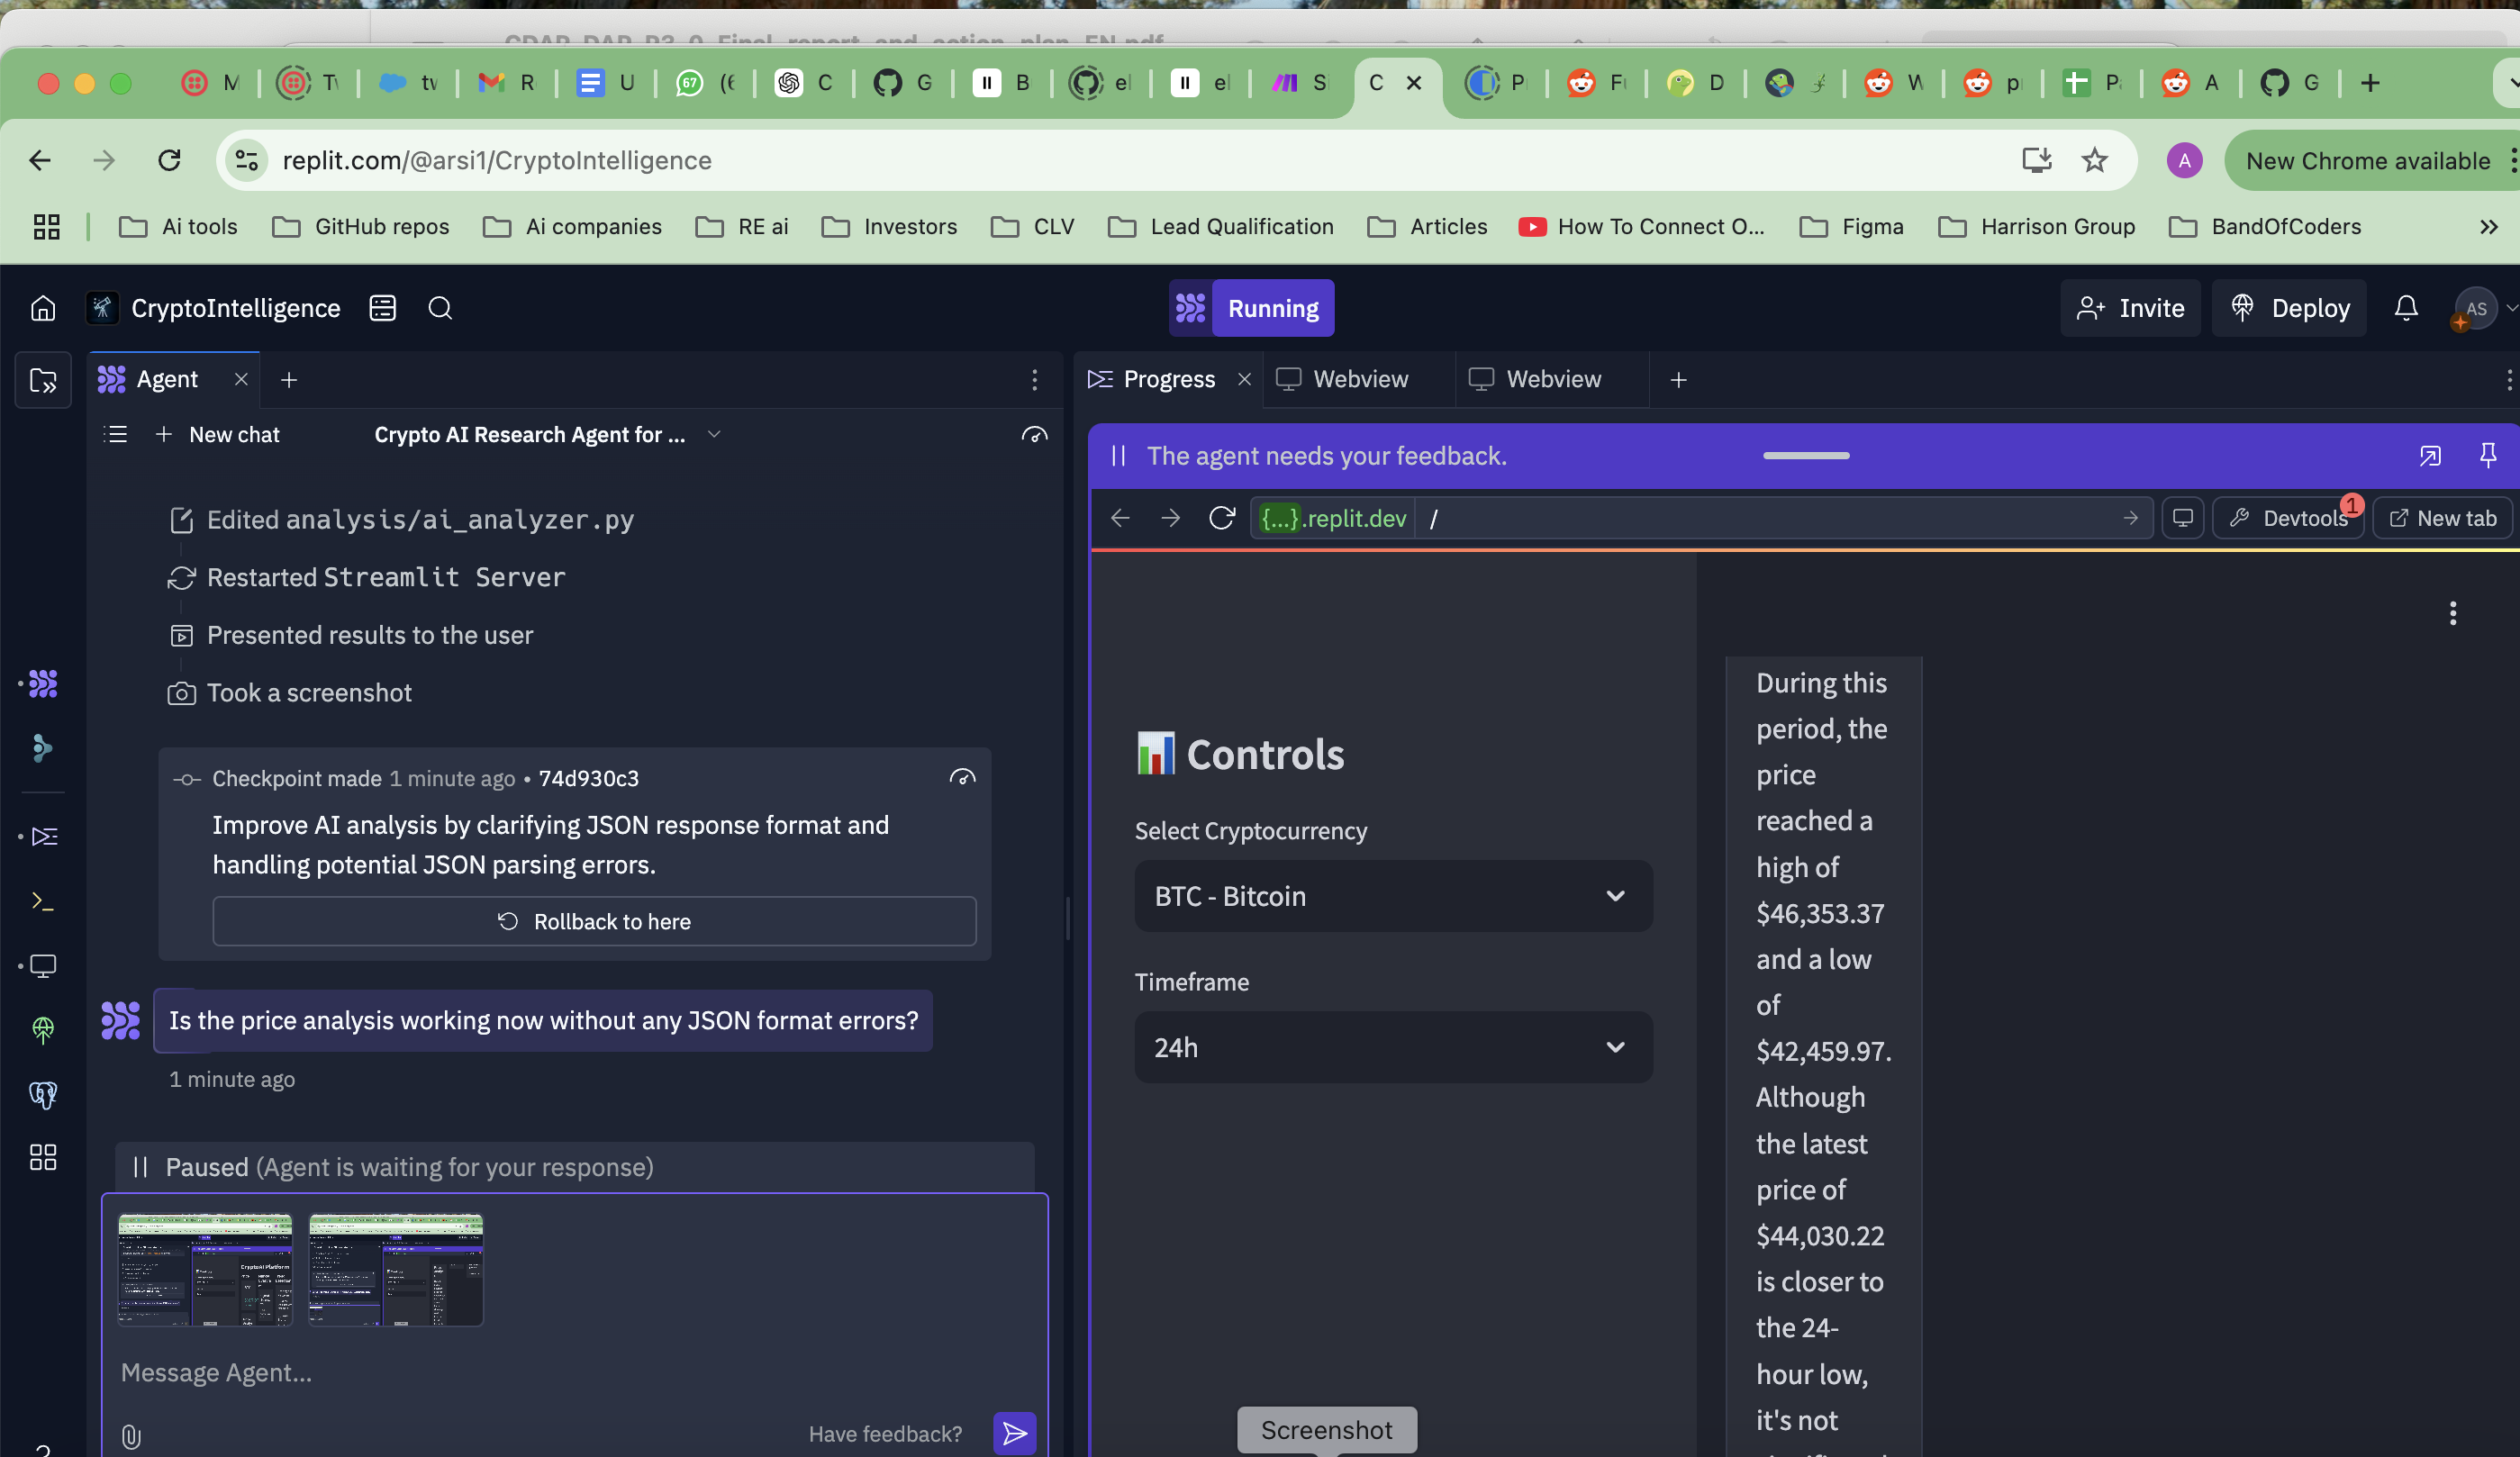 M
Tv
tw
R
U
67
(6
C
G
B
el
el
S
C
P
Fu
D
W
p
P
A
G
replit.com/@arsi1/CryptoIntelligence
A
New Chrome available
Ai tools
GitHub repos
Ai companies
RE ai
Investors
CLV
Lead Qualification
Articles
How To Connect O...
Figma
Harrison Group
BandOfCoders
CryptoIntelligence
Running
Invite
Deploy
AS
Agent
Progress
Webview
Webview
New chat
Crypto AI Research Agent for ...
The agent needs your feedback.
{...}.replit.dev
/
Devtools
1
New tab
Edited analysis/ai_analyzer.py
Restarted Streamlit Server
Presented results to the user
Took a screenshot
Checkpoint made 1 minute ago • 74d930c3
Improve AI analysis by clarifying JSON response format and
handling potential JSON parsing errors.
Rollback to here
Is the price analysis working now without any JSON format errors?
1 minute ago
Paused (Agent is waiting for your response)
Message Agent...
Have feedback?
Controls
Select Cryptocurrency
BTC - Bitcoin
Timeframe
24h
During this
period, the
price
reached a
high of
$46,353.37
and a low
of
$42,459.97.
Although
the latest
price of
$44,030.22
is closer to
the 24-
hour low,
it's not
Screenshot